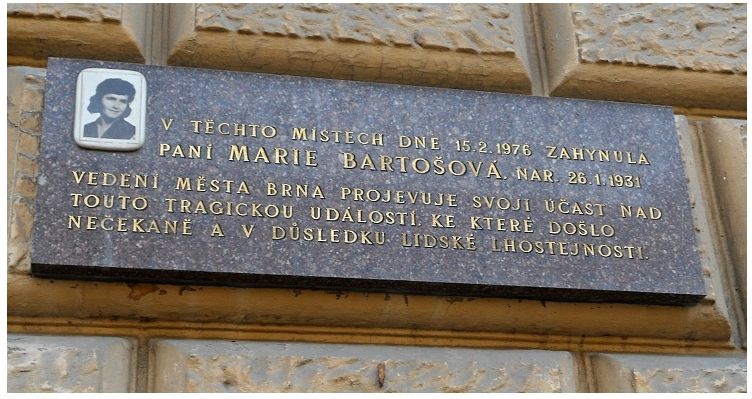 V TĚCHTO MÍSTECH DNE 15.2.1976 ZAHYNULA
PANÍ MARIE BARTOŠOVÁ, NAR. 26.1.1931
VEDENÍ MĚSTA BRNA PROJEVUJE SVOJI ÚČAST NAD
TOUTO TRAGICKOU UDÁLOSTÍ, KE KTERÉ DOŠLO
NEČEKANĚ A V DŮSLEDKU LIDSKÉ LHOSTEJNOSTI.